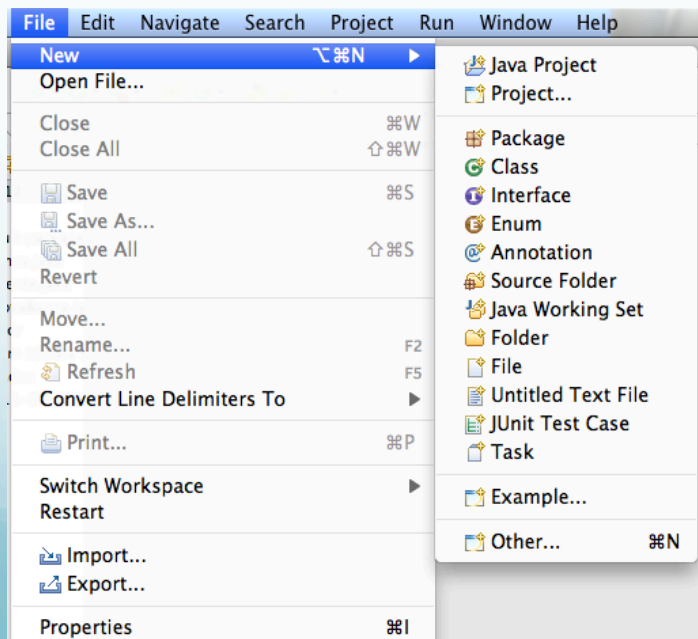 File Edit Navigate Search Project Run Window Help
New ⌥⌘N ▶
Open File...
Close ⌘W
Close All ⇧⌘W
Save ⌘S
Save As...
Save All ⇧⌘S
Revert
Move...
Rename... F2
Refresh F5
Convert Line Delimiters To ▶
Print... ⌘P
Switch Workspace ▶
Restart
Import...
Export...
Properties ⌘I
Java Project
Project...
Package
Class
Interface
Enum
Annotation
Source Folder
Java Working Set
Folder
File
Untitled Text File
JUnit Test Case
Task
Example...
Other... ⌘N